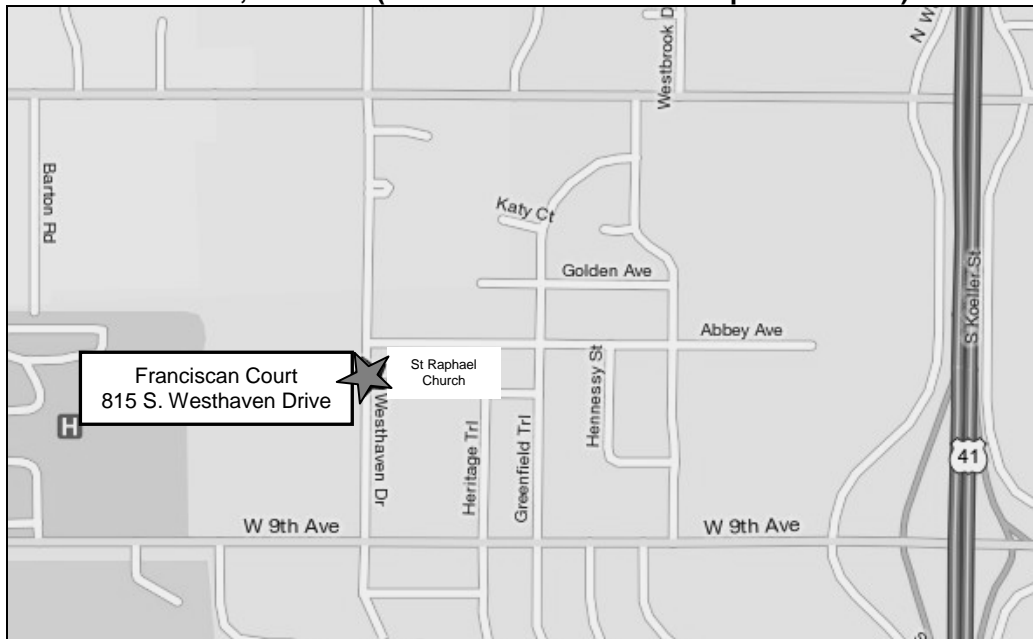 Westbrook D
N W
Barton Rd
Katy Ct
Golden Ave
S Koeller St
Abbey Ave
Franciscan Court
815 S. Westhaven Drive
St Raphael
Church
Hennessy St
H
Westhaven Dr
Heritage Trl
Greenfield Trl
41
W 9th Ave
W 9th Ave